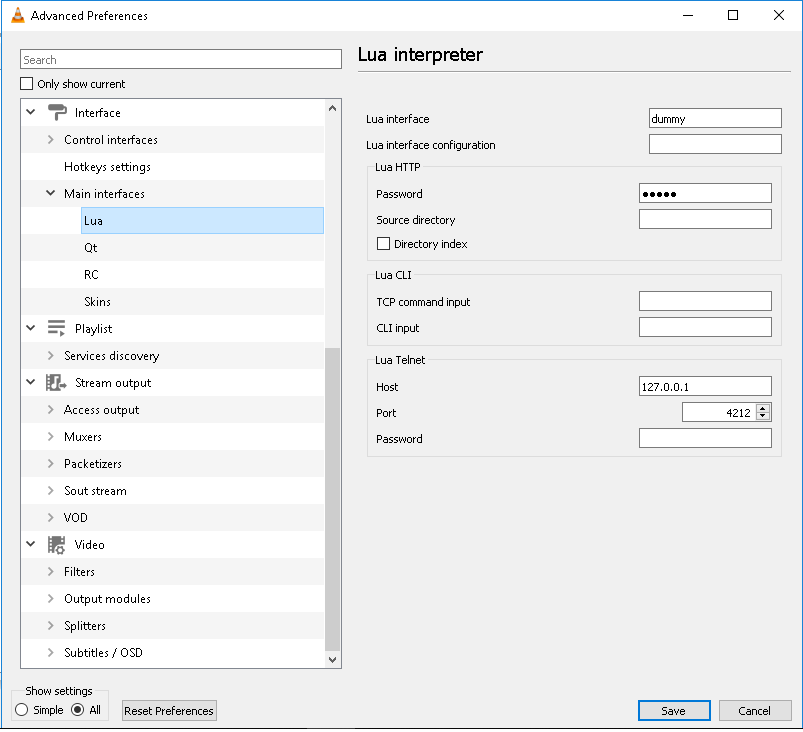 Advanced Preferences
Search
Only show current
Interface
Control interfaces
Hotkeys settings
Main interfaces
Lua
Qt
RC
Skins
Playlist
Services discovery
Stream output
Access output
Muxers
Packetizers
Sout stream
VOD
Video
Filters
Output modules
Splitters
Subtitles / OSD
Lua interpreter
Lua interface dummy
Lua interface configuration
Lua HTTP
Password •••••
Source directory
Directory index
Lua CLI
TCP command input
CLI input
Lua Telnet
Host 127.0.0.1
Port 4212
Password
Show settings
Simple All
Reset Preferences
Save
Cancel